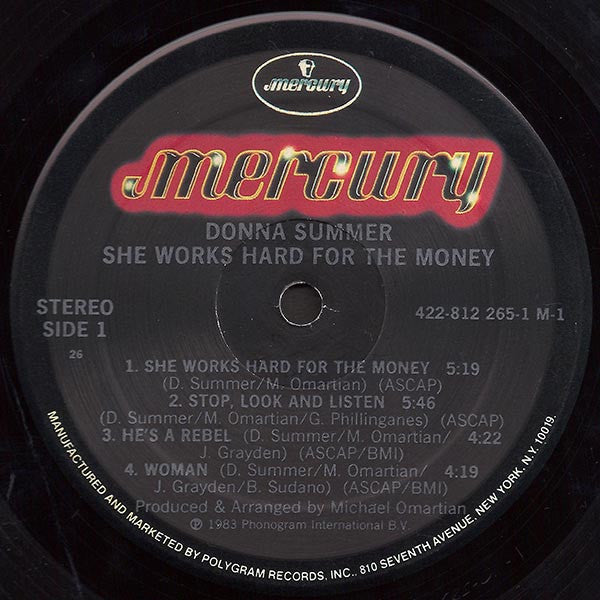 mercury
mercury
DONNA SUMMER
SHE WORKS HARD FOR THE MONEY
STEREO
SIDE 1
422-812 265-1 M-1
26
1. SHE WORKS HARD FOR THE MONEY 5:19
(D. Summer/M. Omartian) (ASCAP)
2. STOP, LOOK AND LISTEN 5:46
(D. Summer/M. Omartian/G. Phillinganes) (ASCAP)
3. HE'S A REBEL (D. Summer/M. Omartian/ 4:22
J. Grayden) (ASCAP/BMI)
4. WOMAN (D. Summer/M. Omartian/ 4:19
J. Grayden/B. Sudano) (ASCAP/BMI)
Produced & Arranged by Michael Omartian
℗ 1983 Phonogram International B.V.
MANUFACTURED AND MARKETED BY POLYGRAM RECORDS, INC., 810 SEVENTH AVENUE, NEW YORK, N.Y. 10019.